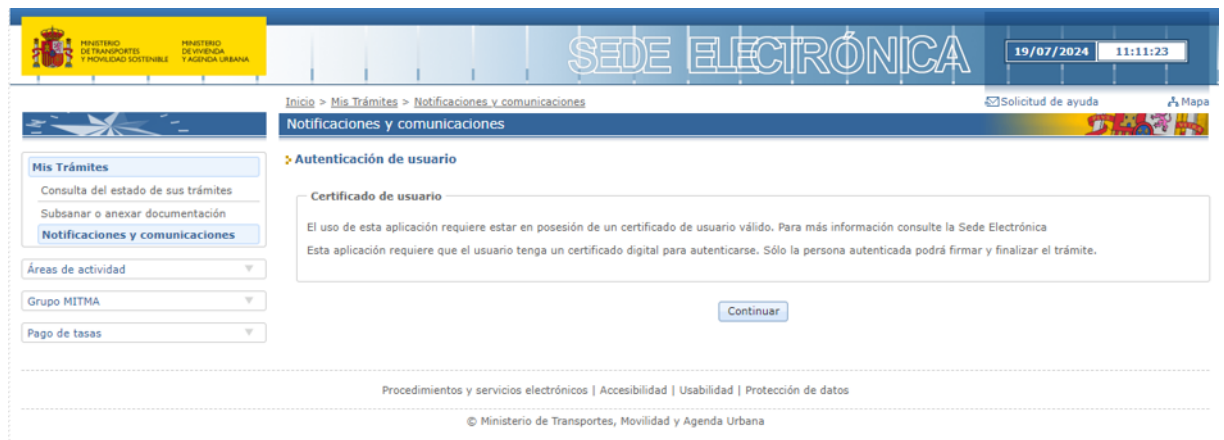 MINISTERIO
DE TRANSPORTES
Y MOVILIDAD SOSTENIBLE
MINISTERIO
DE VIVIENDA
Y AGENDA URBANA
SEDE ELECTRÓNICA
19/07/2024 11:11:23
Inicio > Mis Trámites > Notificaciones y comunicaciones
Solicitud de ayuda
Mapa
Notificaciones y comunicaciones
Mis Trámites
Consulta del estado de sus trámites
Subsanar o anexar documentación
Notificaciones y comunicaciones
Áreas de actividad
Grupo MITMA
Pago de tasas
Autenticación de usuario
Certificado de usuario
El uso de esta aplicación requiere estar en posesión de un certificado de usuario válido. Para más información consulte la Sede Electrónica
Esta aplicación requiere que el usuario tenga un certificado digital para autenticarse. Sólo la persona autenticada podrá firmar y finalizar el trámite.
Continuar
Procedimientos y servicios electrónicos | Accesibilidad | Usabilidad | Protección de datos
© Ministerio de Transportes, Movilidad y Agenda Urbana